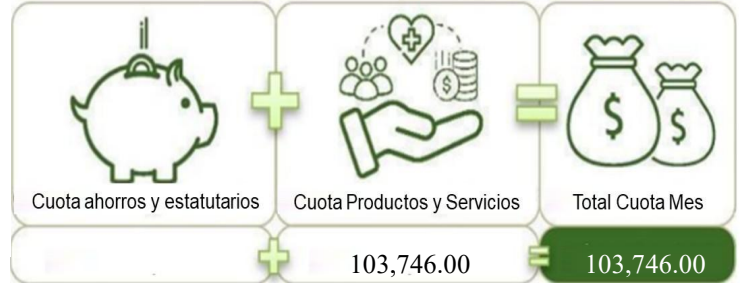 Cuota ahorros y estatutarios
Cuota Productos y Servicios
Total Cuota Mes
103,746.00
103,746.00